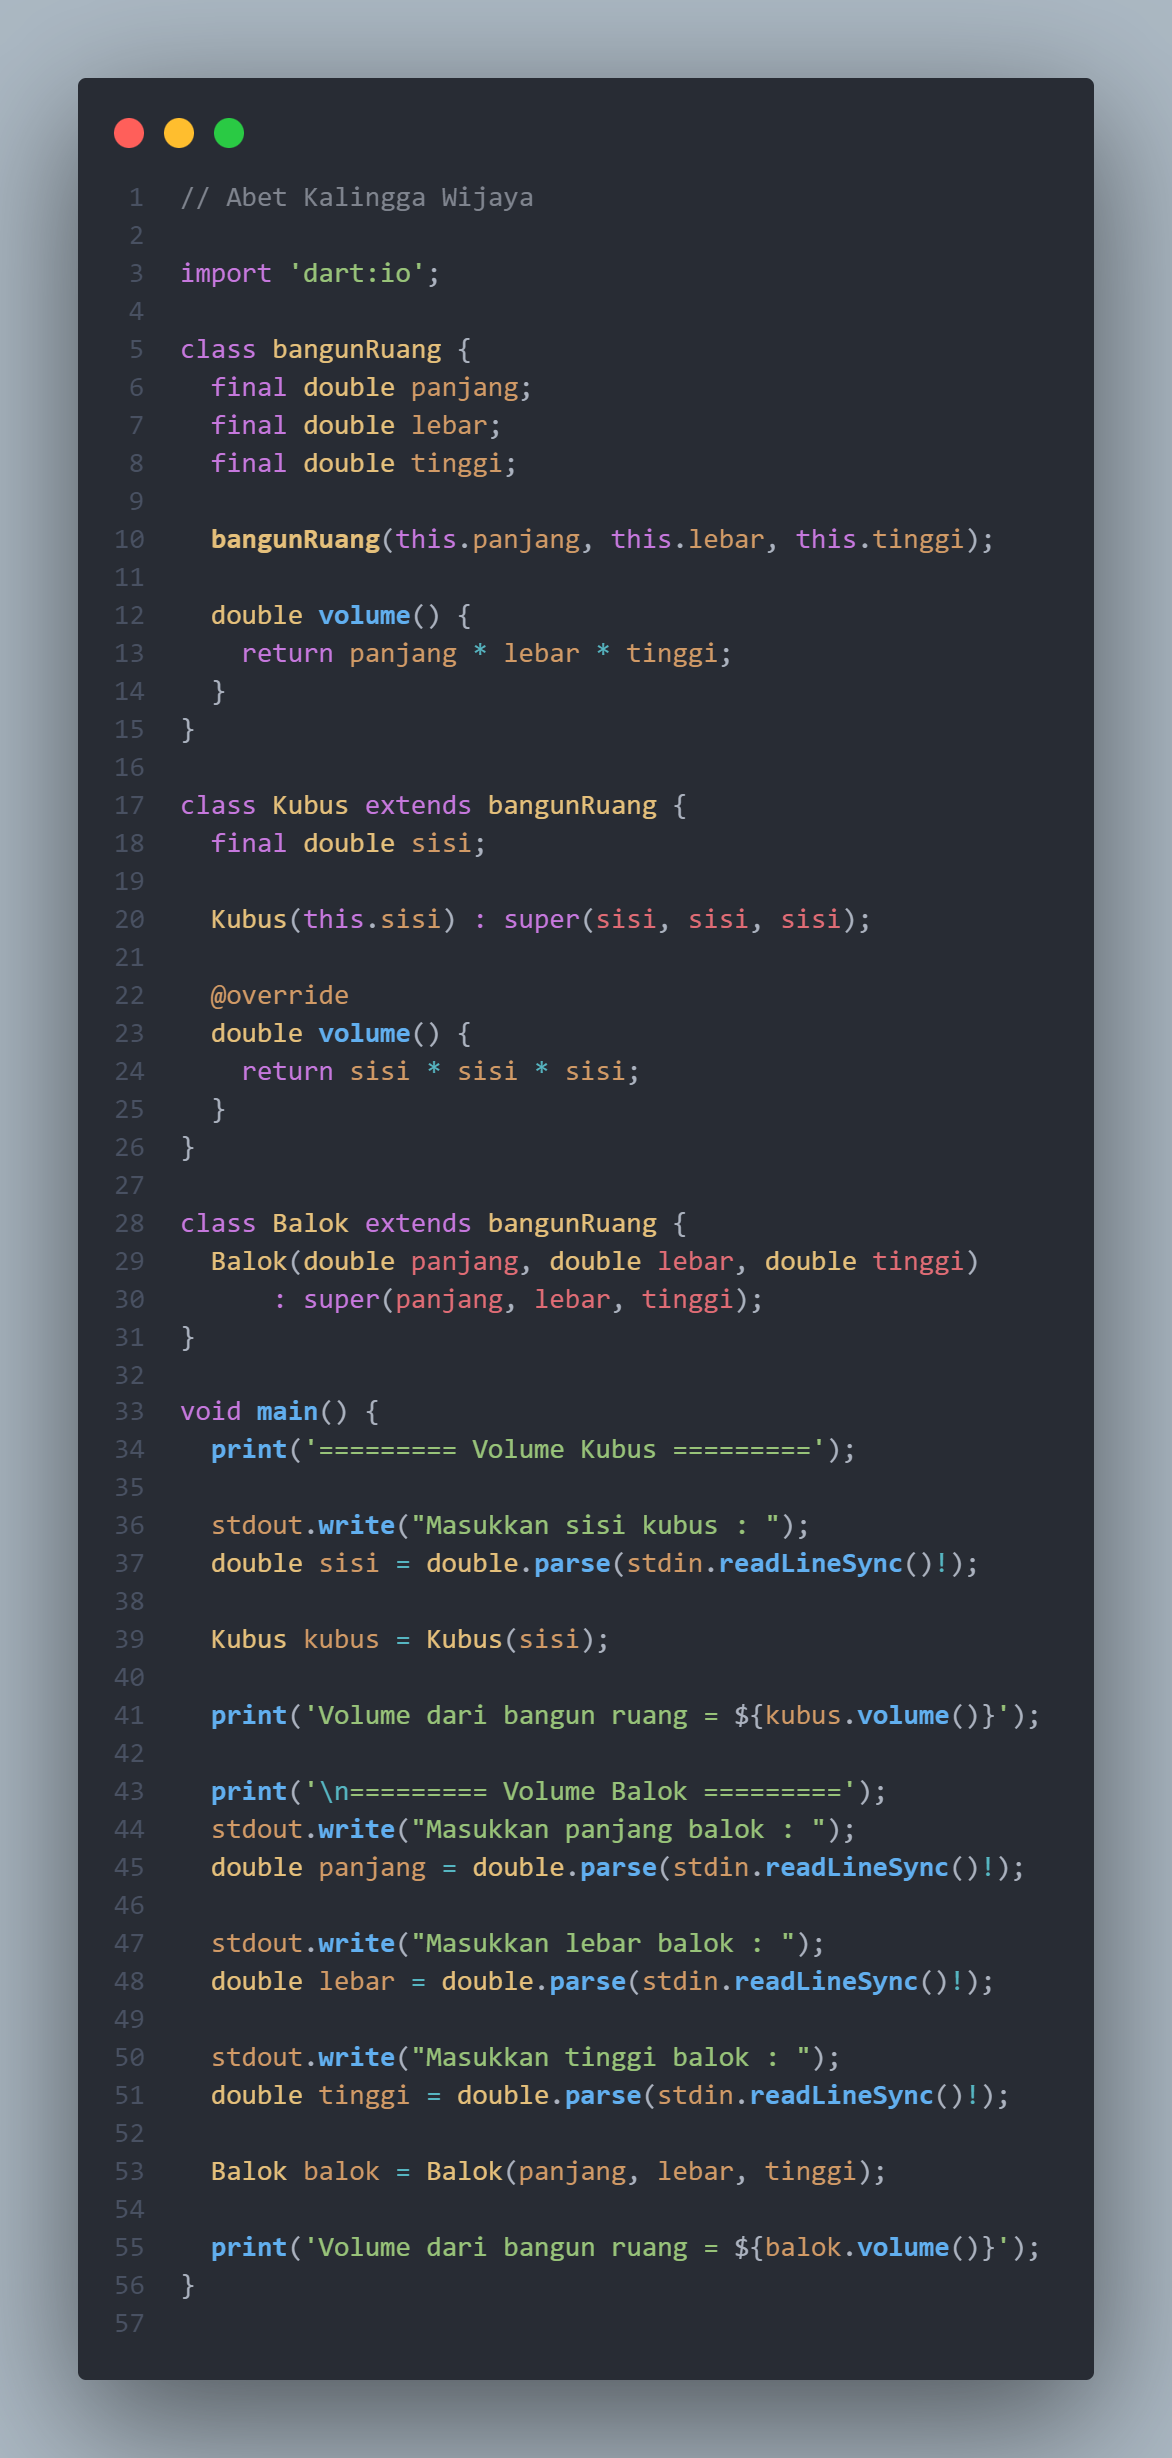 1 // Abet Kalingga Wijaya
2
3 import 'dart:io';
4
5 class bangunRuang {
6   final double panjang;
7   final double lebar;
8   final double tinggi;
9
10   bangunRuang(this.panjang, this.lebar, this.tinggi);
11
12   double volume() {
13     return panjang * lebar * tinggi;
14   }
15 }
16
17 class Kubus extends bangunRuang {
18   final double sisi;
19
20   Kubus(this.sisi) : super(sisi, sisi, sisi);
21
22   @override
23   double volume() {
24     return sisi * sisi * sisi;
25   }
26 }
27
28 class Balok extends bangunRuang {
29   Balok(double panjang, double lebar, double tinggi)
30       : super(panjang, lebar, tinggi);
31 }
32
33 void main() {
34   print('========= Volume Kubus =========');
35
36   stdout.write("Masukkan sisi kubus : ");
37   double sisi = double.parse(stdin.readLineSync()!);
38
39   Kubus kubus = Kubus(sisi);
40
41   print('Volume dari bangun ruang = ${kubus.volume()}');
42
43   print('\n========= Volume Balok =========');
44   stdout.write("Masukkan panjang balok : ");
45   double panjang = double.parse(stdin.readLineSync()!);
46
47   stdout.write("Masukkan lebar balok : ");
48   double lebar = double.parse(stdin.readLineSync()!);
49
50   stdout.write("Masukkan tinggi balok : ");
51   double tinggi = double.parse(stdin.readLineSync()!);
52
53   Balok balok = Balok(panjang, lebar, tinggi);
54
55   print('Volume dari bangun ruang = ${balok.volume()}');
56 }
57